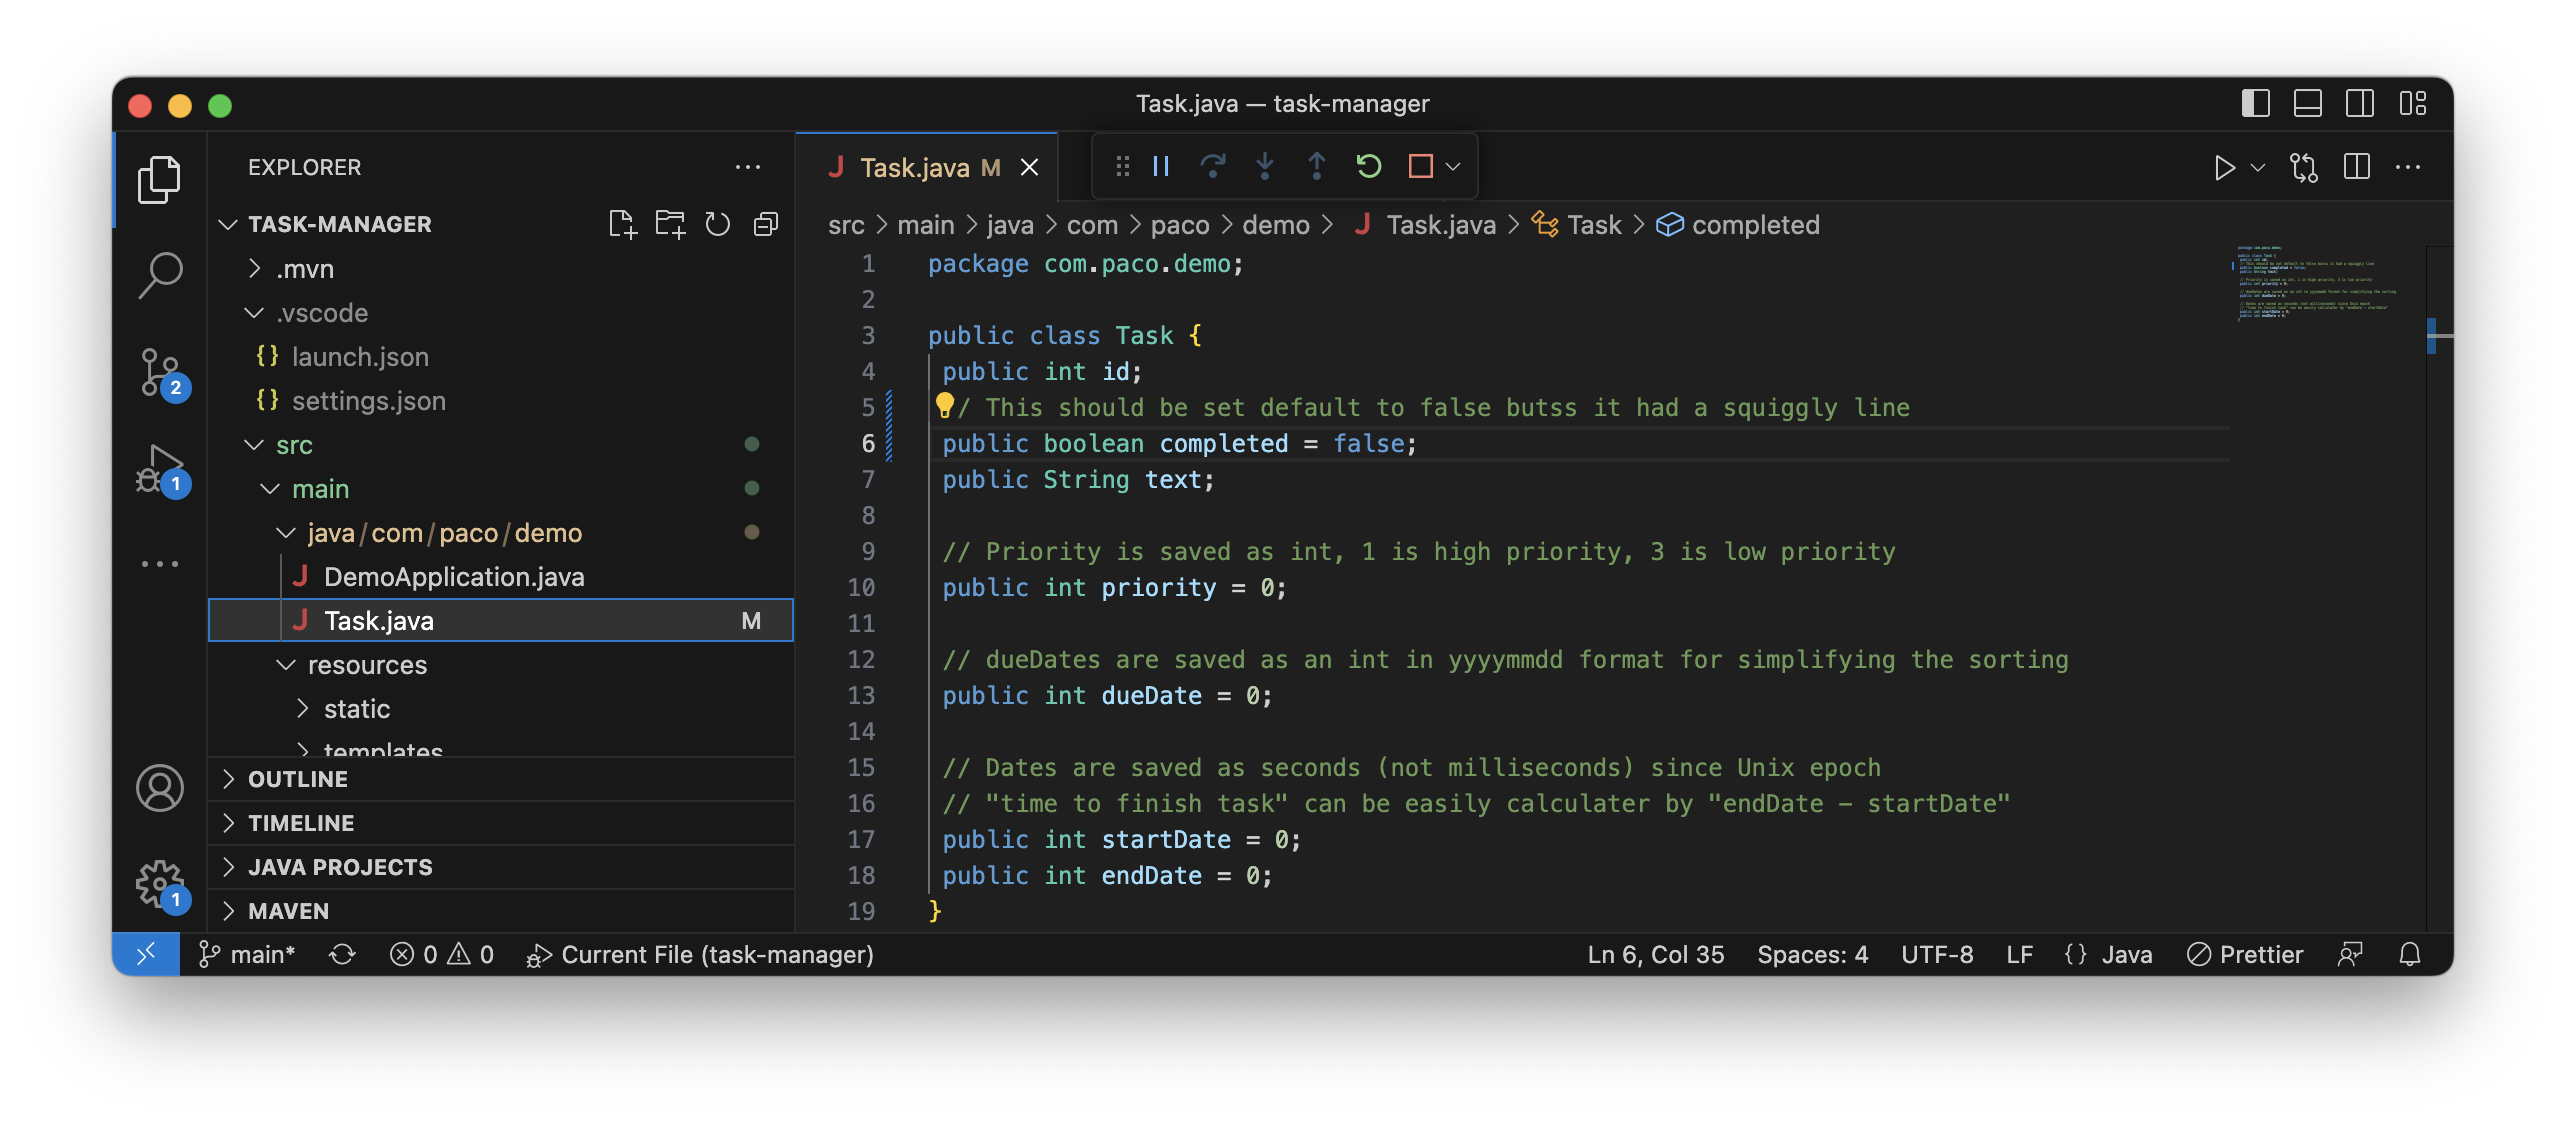 Task.java — task-manager
EXPLORER
TASK-MANAGER
.mvn
.vscode
{} launch.json
{} settings.json
src
main
java/com/paco/demo
J DemoApplication.java
J Task.java M
resources
static
templates
OUTLINE
TIMELINE
JAVA PROJECTS
MAVEN
2
1
1
J Task.java M
src > main > java > com > paco > demo > J Task.java > Task > completed
1 package com.paco.demo;
2
3 public class Task {
4 public int id;
5 / This should be set default to false butss it had a squiggly line
6 public boolean completed = false;
7 public String text;
8
9 // Priority is saved as int, 1 is high priority, 3 is low priority
10 public int priority = 0;
11
12 // dueDates are saved as an int in yyyymmdd format for simplifying the sorting
13 public int dueDate = 0;
14
15 // Dates are saved as seconds (not milliseconds) since Unix epoch
16 // "time to finish task" can be easily calculater by "endDate - startDate"
17 public int startDate = 0;
18 public int endDate = 0;
19 }
main* 0 0 Current File (task-manager) Ln 6, Col 35 Spaces: 4 UTF-8 LF {} Java Prettier